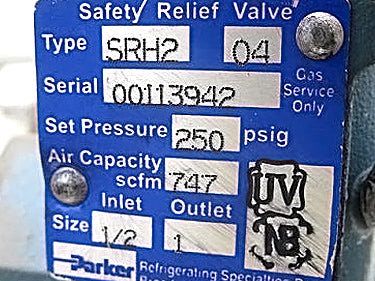 Safety Relief Valve
Type SRH2 04
Serial 00113942
Gas
Service
Only
Set Pressure 250 psig
Air Capacity
scfm 747
UV
NB
Inlet Outlet
Size 1/2 1
Parker Refrigerating Specialties